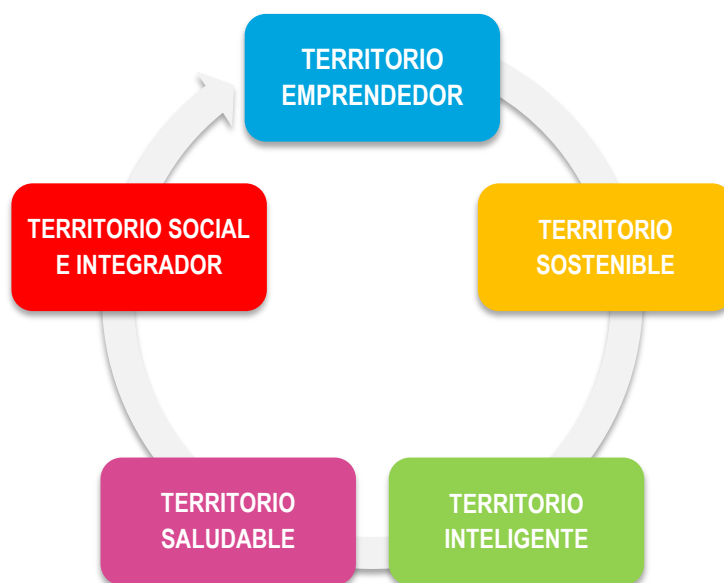 TERRITORIO
EMPRENDEDOR
TERRITORIO
SOSTENIBLE
TERRITORIO
INTELIGENTE
TERRITORIO
SALUDABLE
TERRITORIO SOCIAL
E INTEGRADOR